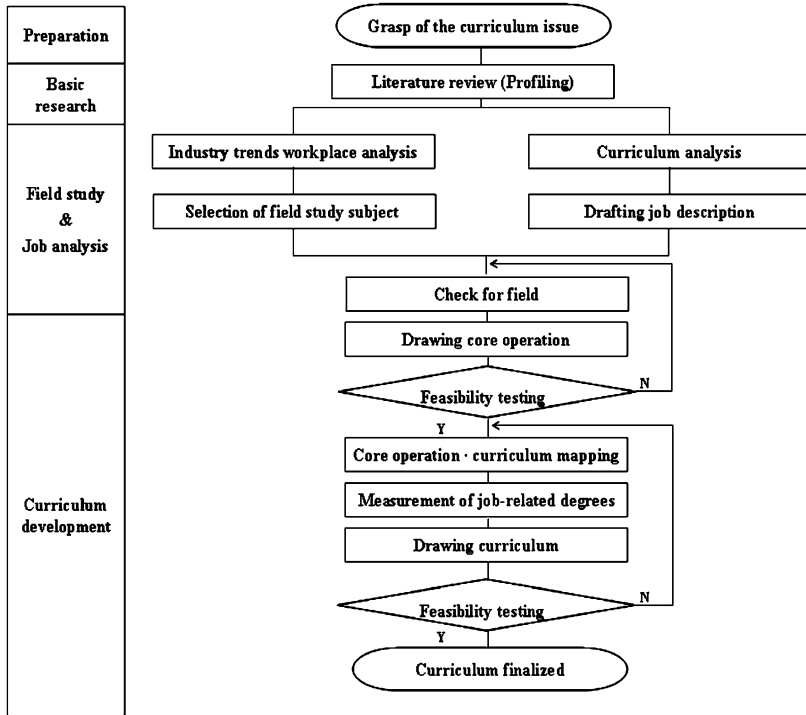 Preparation
Grasp of the curriculum issue
Basic
research
Literature review (Profiling)
Field study
&
Job analysis
Industry trends workplace analysis
Curriculum analysis
Selection of field study subject
Drafting job description
Check for field
Curriculum
development
Drawing core operation
Feasibility testing
N
Y
Core operation · curriculum mapping
Measurement of job-related degrees
Drawing curriculum
Feasibility testing
N
Y
Curriculum finalized